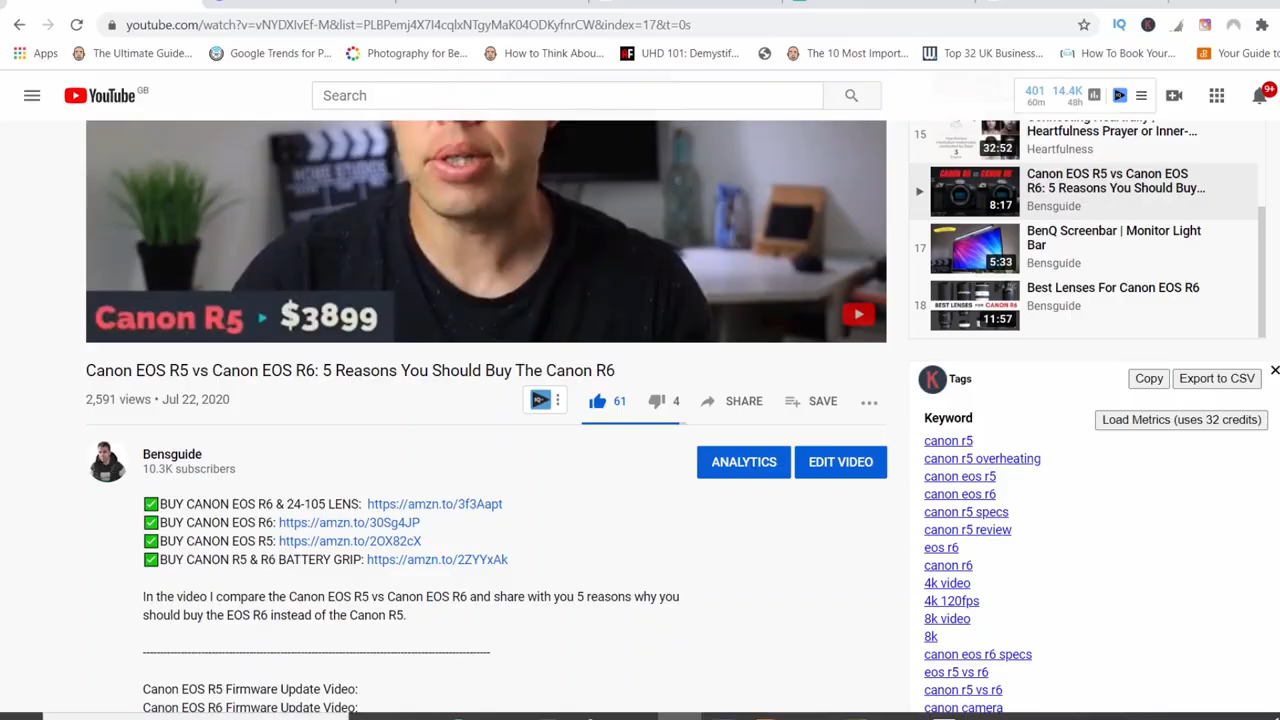 youtube.com/watch?v=vNYDXIvEf-M&list=PLBPemj4X7I4cqlxNTgyMaK04ODKyfnrCW&index=17&t=0s
IQ
K
Apps
The Ultimate Guide...
Google Trends for P...
Photography for Be...
How to Think Abou...
UHD 101: Demystif...
The 10 Most Import...
Top 32 UK Business...
How To Book Your...
Your Guide to
YouTube GB
Search
401
60m
14.4K
48h
9+
Canon R5
899
15
32:52
Heartfulness Prayer or Inner-...
Heartfulness
Canon EOS R5 vs Canon EOS
R6: 5 Reasons You Should Buy...
Bensguide
8:17
17
BenQ Screenbar | Monitor Light
Bar
Bensguide
5:33
18
BEST LENSES FOR CANON EOS R6
11:57
Best Lenses For Canon EOS R6
Bensguide
Canon EOS R5 vs Canon EOS R6: 5 Reasons You Should Buy The Canon R6
2,591 views • Jul 22, 2020
61
4
SHARE
SAVE
Bensguide
10.3K subscribers
ANALYTICS
EDIT VIDEO
✅BUY CANON EOS R6 & 24-105 LENS: https://amzn.to/3f3Aapt
✅BUY CANON EOS R6: https://amzn.to/30Sg4JP
✅BUY CANON EOS R5: https://amzn.to/2OX82cX
✅BUY CANON R5 & R6 BATTERY GRIP: https://amzn.to/2ZYYxAk
In the video I compare the Canon EOS R5 vs Canon EOS R6 and share with you 5 reasons why you
should buy the EOS R6 instead of the Canon R5.
Canon EOS R5 Firmware Update Video:
Canon EOS R6 Firmware Update Video:
K
Tags
Copy
Export to CSV
Keyword
Load Metrics (uses 32 credits)
canon r5
canon r5 overheating
canon eos r5
canon eos r6
canon r5 specs
canon r5 review
eos r6
canon r6
4k video
4k 120fps
8k video
8k
canon eos r6 specs
eos r5 vs r6
canon r5 vs r6
canon camera